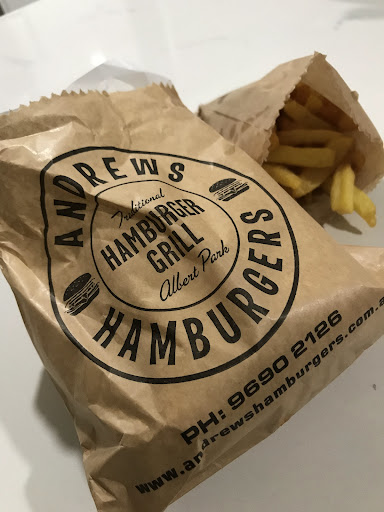 ANDREWS
Traditional
HAMBURGER
GRILL
Albert Park
HAMBURGERS
PH: 9690 2126
www.andrewshamburgers.com.a